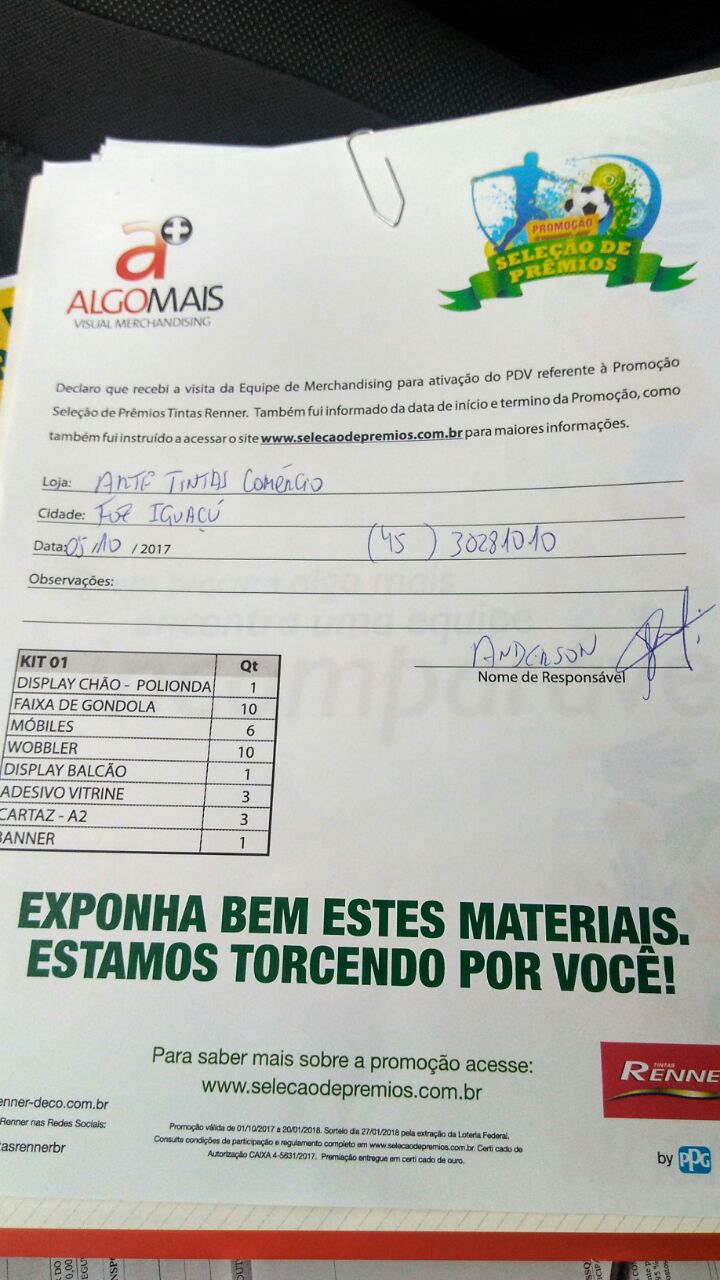 a+
ALGOMAIS
VISUAL MERCHANDISING
PROMOÇÃO
SELEÇÃO DE
PRÊMIOS
Declaro que recebi a visita da Equipe de Merchandising para ativação do PDV referente à Promoção
Seleção de Prêmios Tintas Renner. Também fui informado da data de início e termino da Promoção, como
também fui instruído a acessar o site www.selecaodepremios.com.br para maiores informações.
Loja: ARTE TINTAS COMÉRCIO
Cidade: FOZ IGUAÇÚ
Data: 05/10 / 2017 (45) 30281010
Observações:
ANDERSON
Nome de Responsável
KIT 01 Qt
DISPLAY CHÃO - POLIONDA 1
FAIXA DE GONDOLA 10
MÓBILES 6
WOBBLER 10
DISPLAY BALCÃO 1
ADESIVO VITRINE 3
CARTAZ - A2 3
BANNER 1
EXPONHA BEM ESTES MATERIAIS.
ESTAMOS TORCENDO POR VOCÊ!
Para saber mais sobre a promoção acesse:
www.selecaodepremios.com.br
TINTAS
RENNE
enner-deco.com.br
Renner nas Redes Sociais:
tasrennerbr
Promoção válida de 01/10/2017 a 20/01/2018. Sorteio dia 27/01/2018 pela extração da Loteria Federal.
Consulte condições de participação e regulamento completo em www.selecaodepremios.com.br. Certi cado de
Autorização CAIXA 4-5631/2017. Premiação entregue em certi cado de ouro.
by PPG